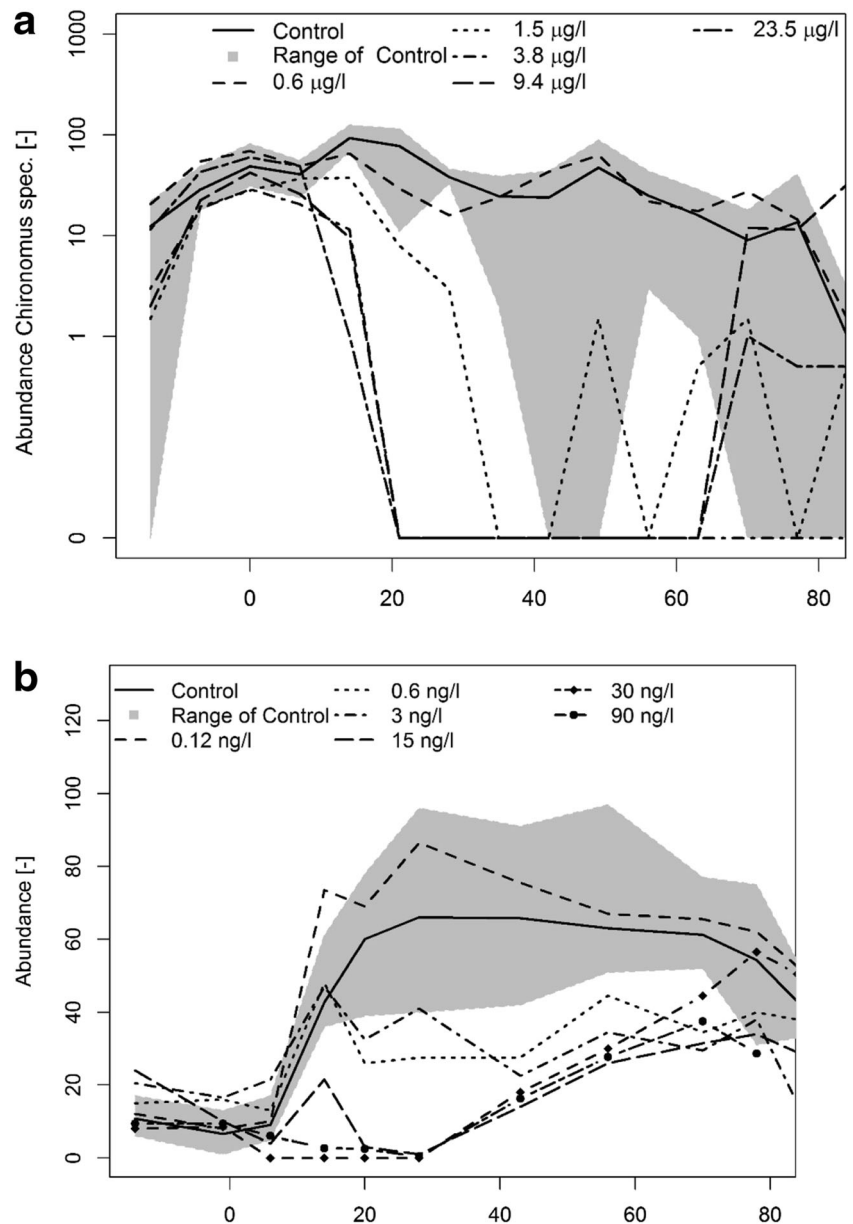 a
Control
Range of Control
0.6 µg/l
1.5 µg/l
3.8 µg/l
9.4 µg/l
23.5 µg/l
Abundance Chironomus spec. [-]
1000
100
10
1
0
0 20 40 60 80
b
Control
Range of Control
0.12 ng/l
0.6 ng/l
3 ng/l
15 ng/l
30 ng/l
90 ng/l
Abundance [-]
120
100
80
60
40
20
0
0 20 40 60 80